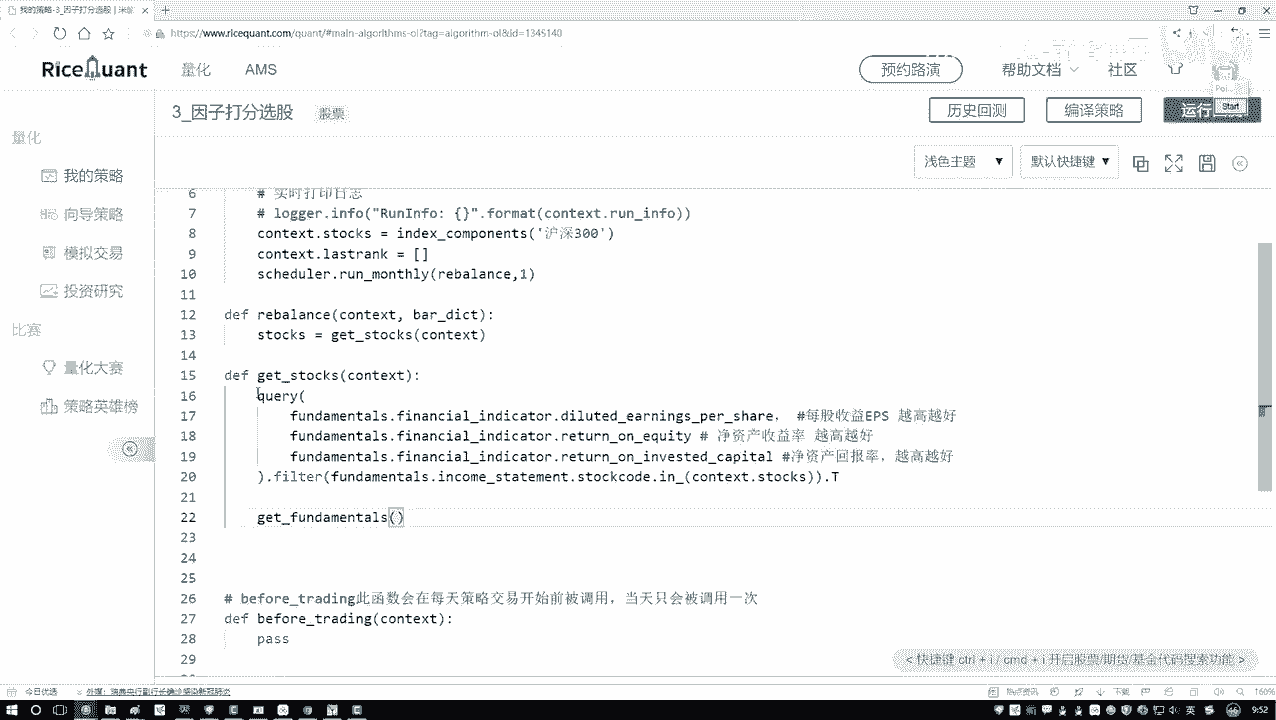 我的策略-3_因子打分选股
https://www.ricequant.com/quant/#main-algorithms-ol?tag=algorithm-ol&id=1345140
RiceQuant 量化 AMS 预约路演 帮助文档 社区
3_因子打分选股 股票 历史回测 编译策略 运行
Start
浅色主题 默认快捷键
量化
我的策略
向导策略
模拟交易
投资研究
比赛
量化大赛
策略英雄榜
6 # 实时打印日志
7 # logger.info("RunInfo: {}".format(context.run_info))
8 context.stocks = index_components('沪深300')
9 context.lastrank = []
10 scheduler.run_monthly(rebalance,1)
11
12 def rebalance(context, bar_dict):
13 stocks = get_stocks(context)
14
15 def get_stocks(context):
16 query(
17 fundamentals.financial_indicator.diluted_earnings_per_share， #每股收益EPS 越高越好
18 fundamentals.financial_indicator.return_on_equity # 净资产收益率 越高越好
19 fundamentals.financial_indicator.return_on_invested_capital #净资产回报率，越高越好
20 ).filter(fundamentals.income_statement.stockcode.in_(context.stocks)).T
21
22 get_fundamentals()
23
24
25
26 # before_trading此函数会在每天策略交易开始前被调用，当天只会被调用一次
27 def before_trading(context):
28 pass
29
< 快捷键 ctrl + i / cmd + i 开启股票/期货/基金代码搜索功能 >
今日优选
热点资讯 下载 160%
英 9:52